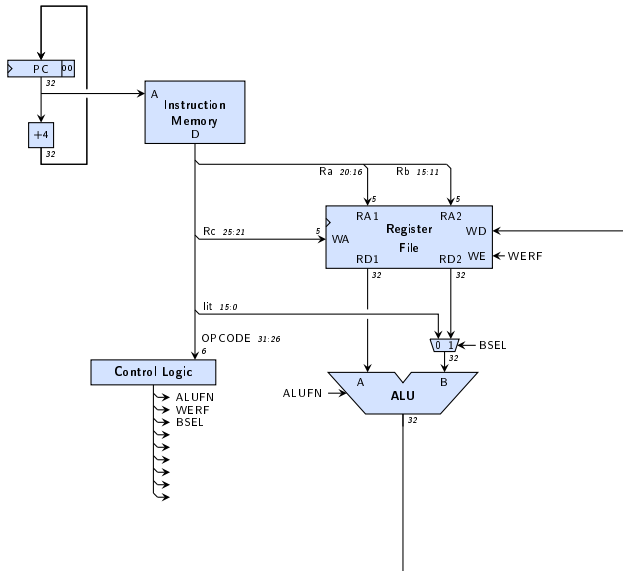 PC 00
32
A
Instruction
Memory
D
+4
32
Ra 20:16
Rb 15:11
5
5
RA1
RA2
Rc 25:21
5
WA
Register
File
WD
WE
WERF
RD1
RD2
32
32
lit 15:0
OPCODE 31:26
6
0 1
BSEL
32
Control Logic
A
B
ALU
ALUFN
32
ALUFN
WERF
BSEL